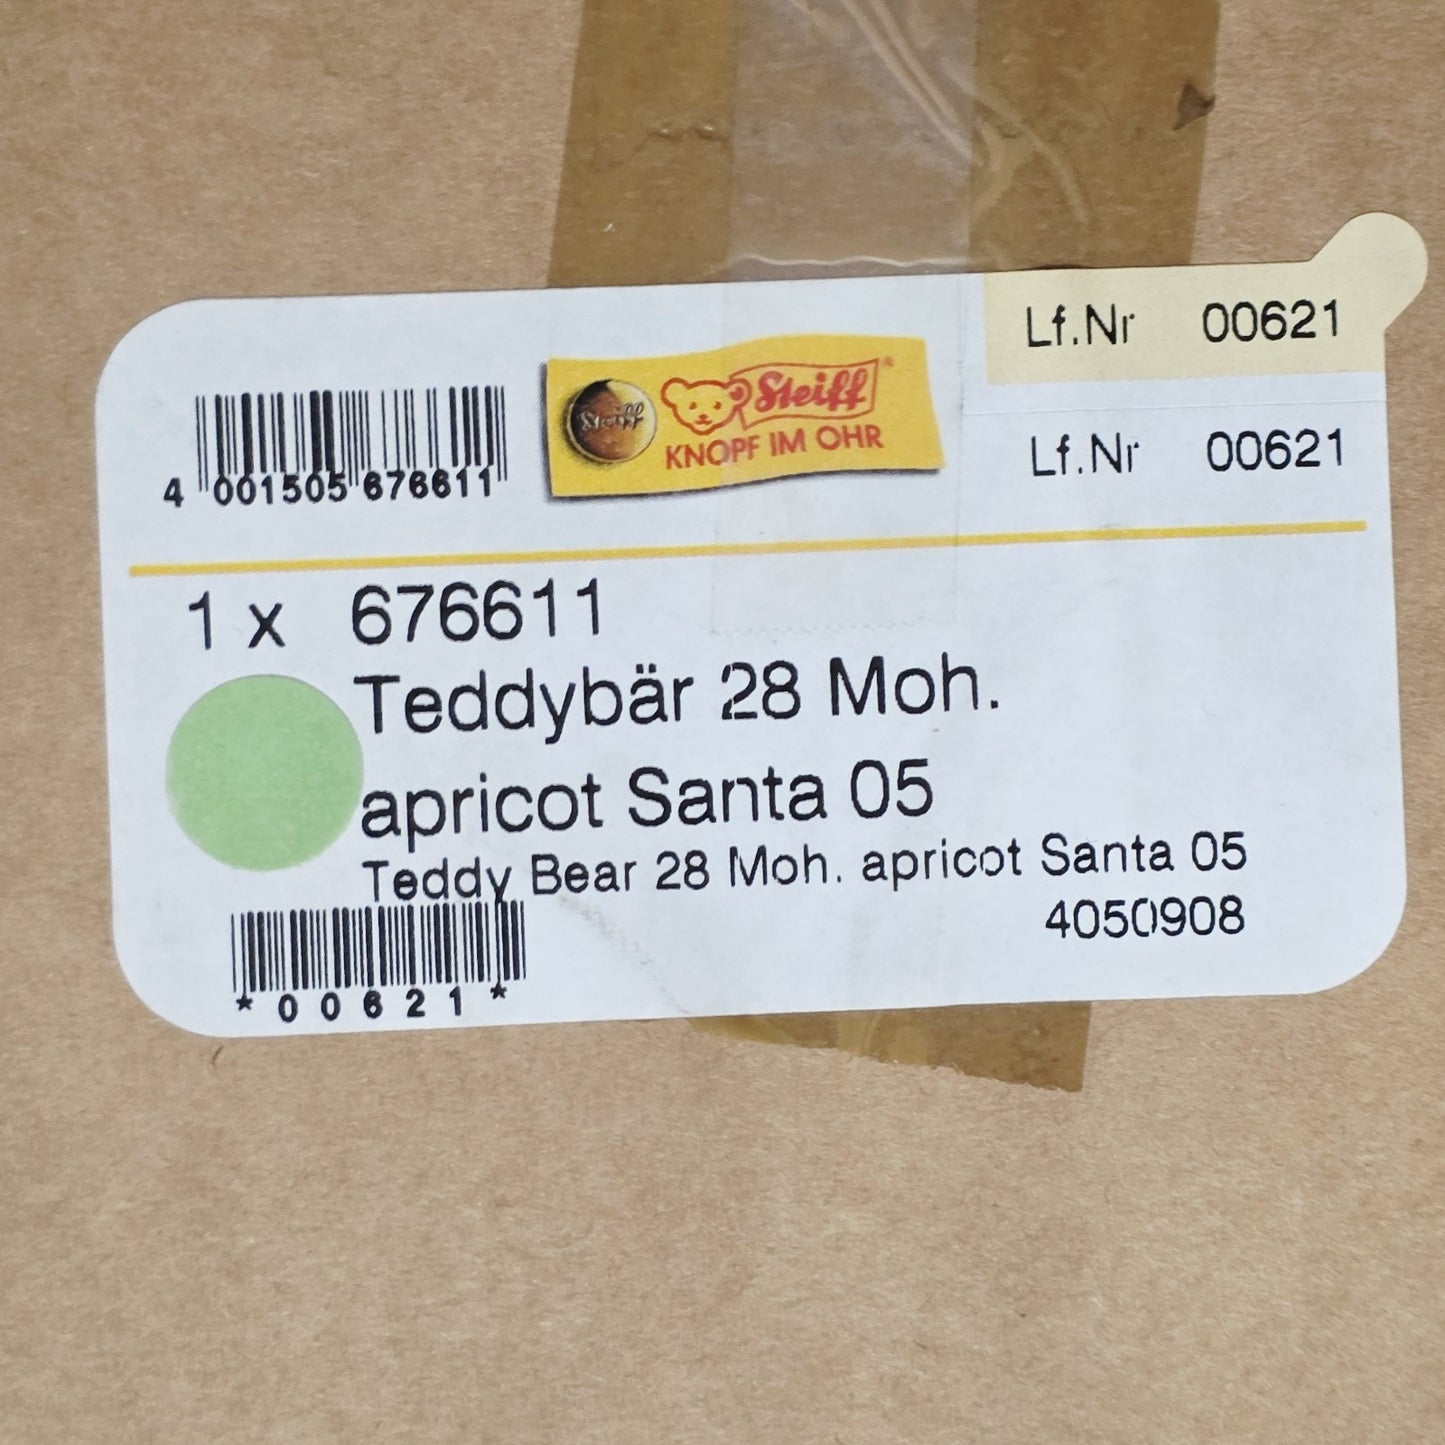 Lf.Nr 00621
Steiff
Steiff®
KNOPF IM OHR
Lf.Nr 00621
4 001505 676611
1 x 676611
Teddybär 28 Moh.
apricot Santa 05
Teddy Bear 28 Moh. apricot Santa 05
4050908
*00621*